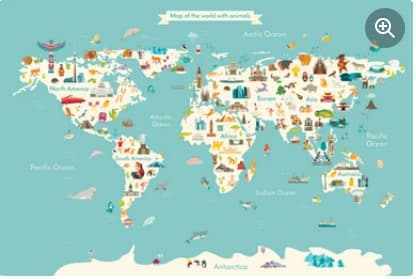 Map of the world with animals
Arctic Ocean
North America
Europe
Atlantic
Ocean
Africa
Pacific
Ocean
Pacific Ocean
South America
Australia
Indian Ocean
Antarctica